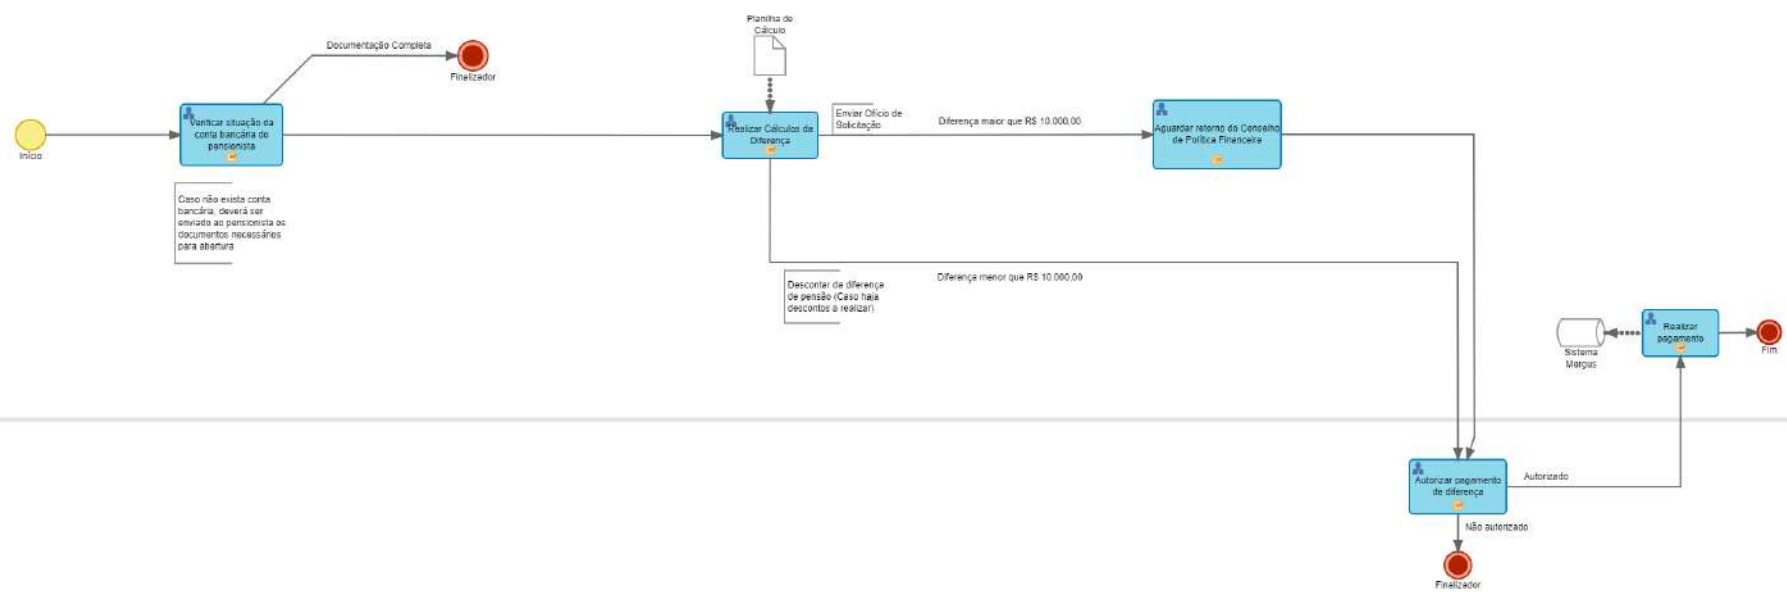 Planilha de
Cálculo
Documentação Completa
Finalizador
Início
Verificar situação da
conta bancária do
pensionista
Realizar Cálculos da
Diferença
Enviar Ofício de
Solicitação
Diferença maior que R$ 10.000,00
Aguardar retorno do Conselho
de Política Financeira
Caso não exista conta
bancária, deverá ser
enviado ao pensionista os
documentos necessários
para abertura
Descontar da diferença
de pensão (Caso haja
descontos a realizar)
Diferença menor que R$ 10.000,00
Sistema
Mergus
Realizar
pagamento
Fim
Autorizar pagamento
de diferença
Autorizado
Não autorizado
Finalizador